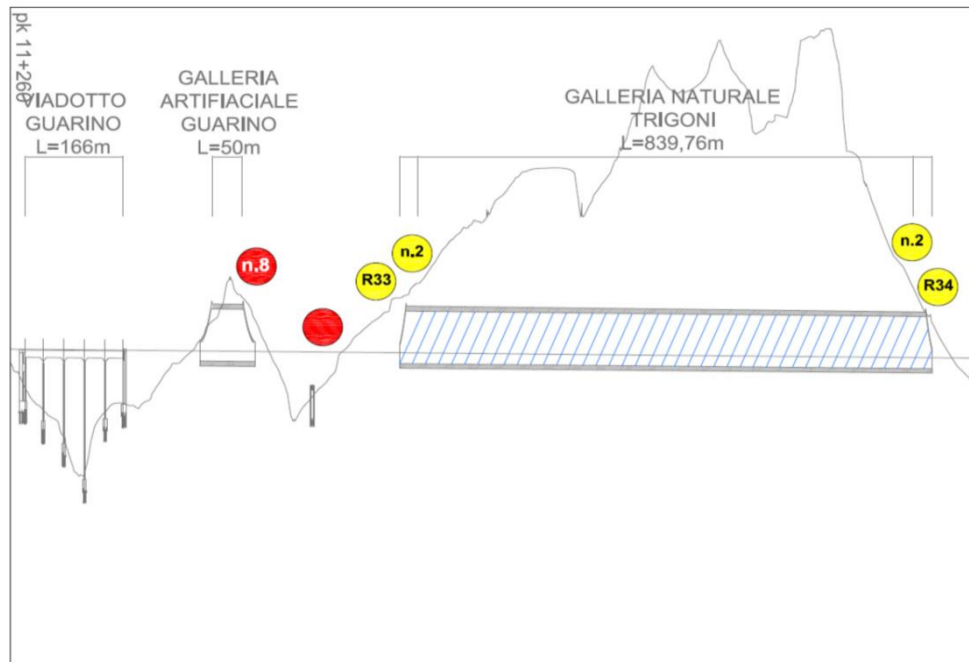 pk 11+260
VIADOTTO
GUARINO
L=166m
GALLERIA
ARTIFIACIALE
GUARINO
L=50m
GALLERIA NATURALE
TRIGONI
L=839,76m
n.8
R33
n.2
n.2
R34